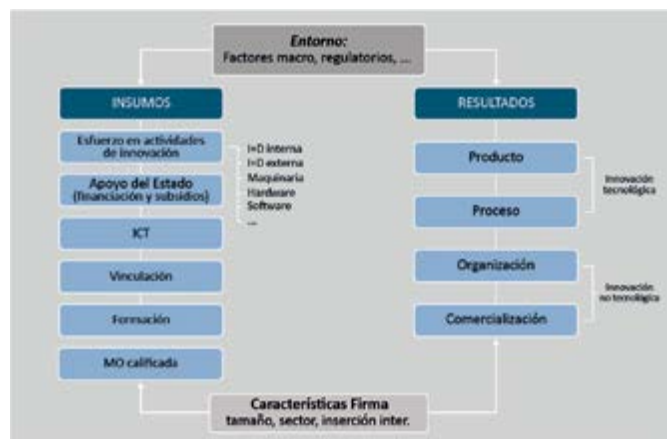 Entorno:
Factores macro, regulatorios, ...
INSUMOS
Esfuerzo en actividades
de innovación
Apoyo del Estado
(financiación y subsidios)
ICT
Vinculación
Formación
MO calificada
I+D interna
I+D externa
Maquinaria
Hardware
Software
...
RESULTADOS
Producto
Proceso
Organización
Comercialización
Innovación
tecnológica
Innovación
no tecnológica
Características Firma
tamaño, sector, inserción inter.